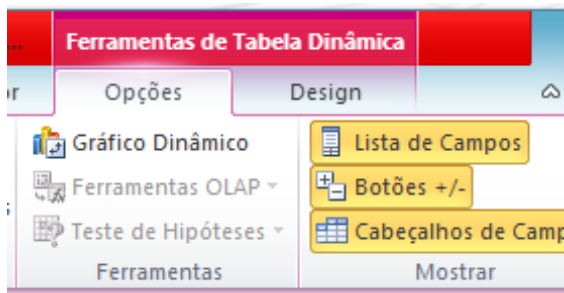 Ferramentas de Tabela Dinâmica
Opções Design
Gráfico Dinâmico
Ferramentas OLAP
Teste de Hipóteses
Ferramentas
Lista de Campos
Botões +/-
Cabeçalhos de Camp
Mostrar